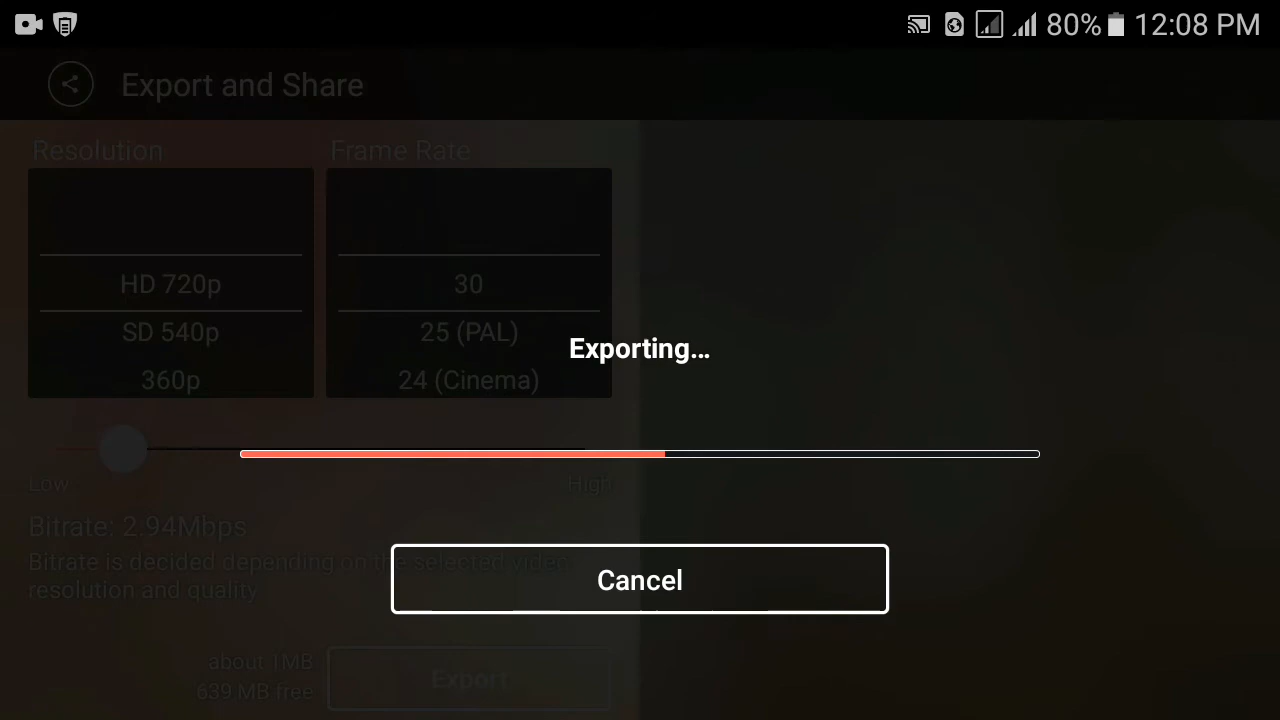 80% 12:08 PM
Export and Share
Resolution Frame Rate
HD 720p 30
SD 540p 25 (PAL)
Exporting...
360p 24 (Cinema)
Low High
Bitrate: 2.94Mbps
Bitrate is decided depending on the selected video
resolution and quality
Cancel
about 1MB
639 MB free
Export